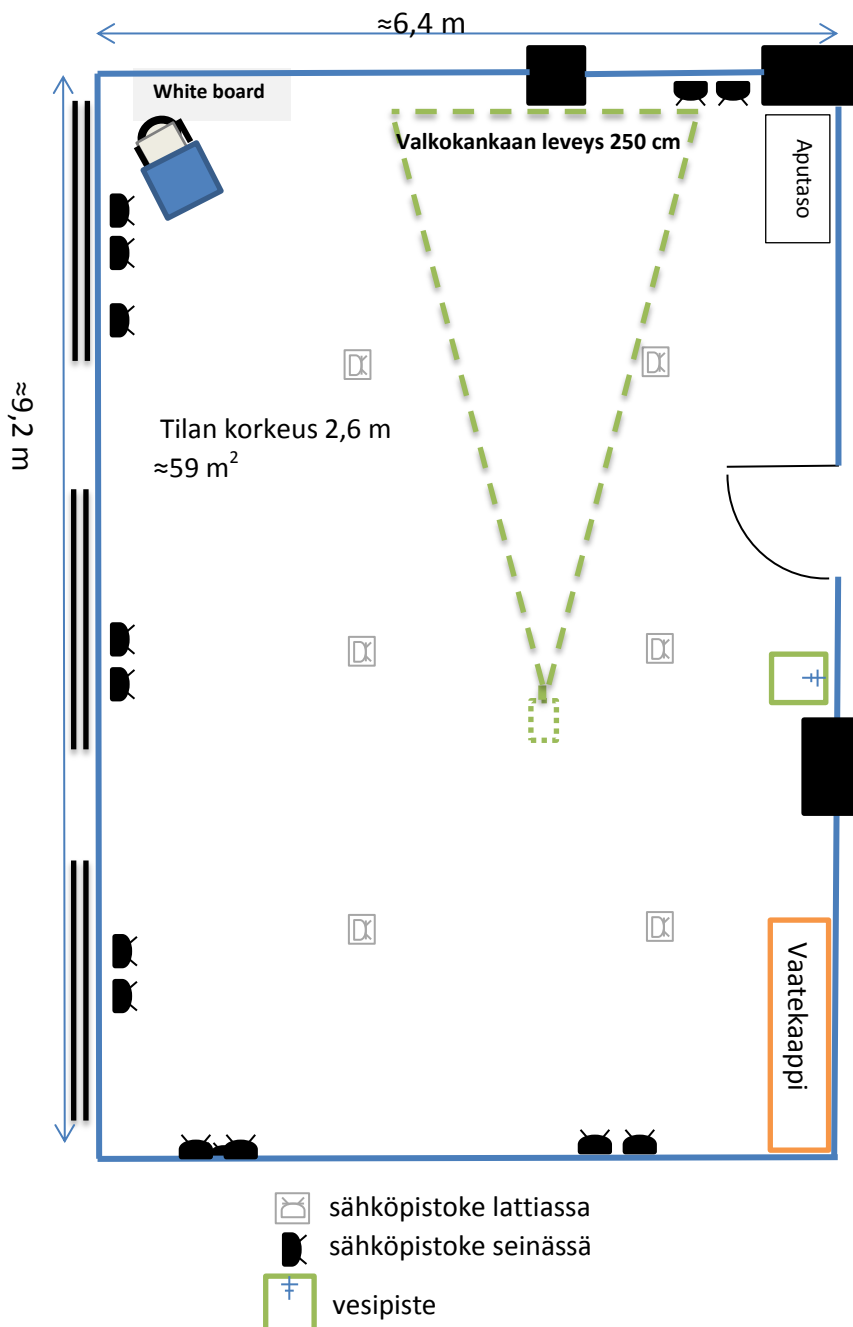 ≈6,4 m
White board
Valkokankaan leveys 250 cm
Aputaso
≈9,2 m
Tilan korkeus 2,6 m
≈59 m²
Vaatekaappi
sähköpistoke lattiassa
sähköpistoke seinässä
vesipiste